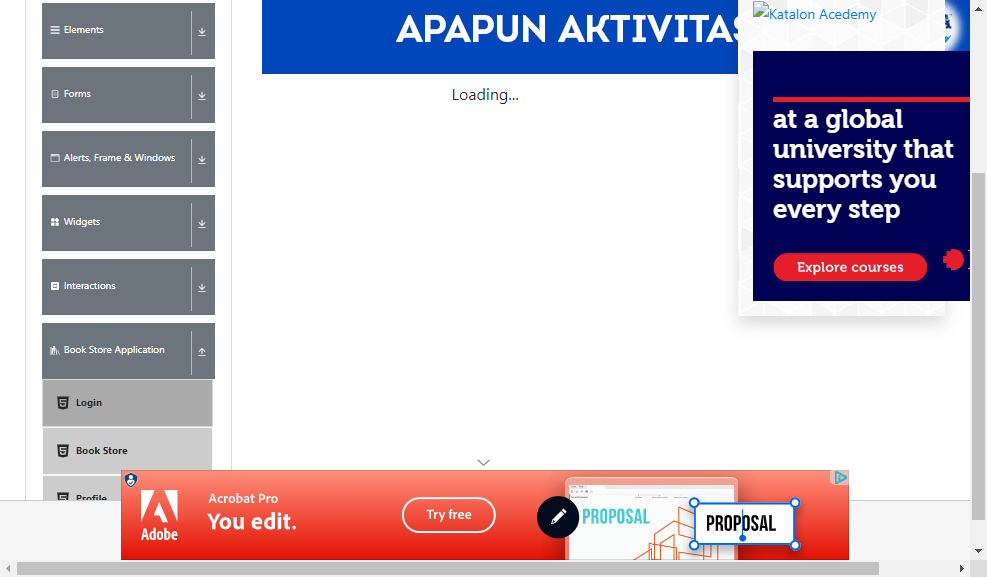 Elements
Forms
Alerts, Frame & Windows
Widgets
Interactions
Book Store Application
Login
Book Store
Profile
APAPUN AKTIVITAS
Loading...
Katalon Acedemy
at a global
university that
supports you
every step
Explore courses
Adobe
Acrobat Pro
You edit.
Try free
PROPOSAL
PROPOSAL